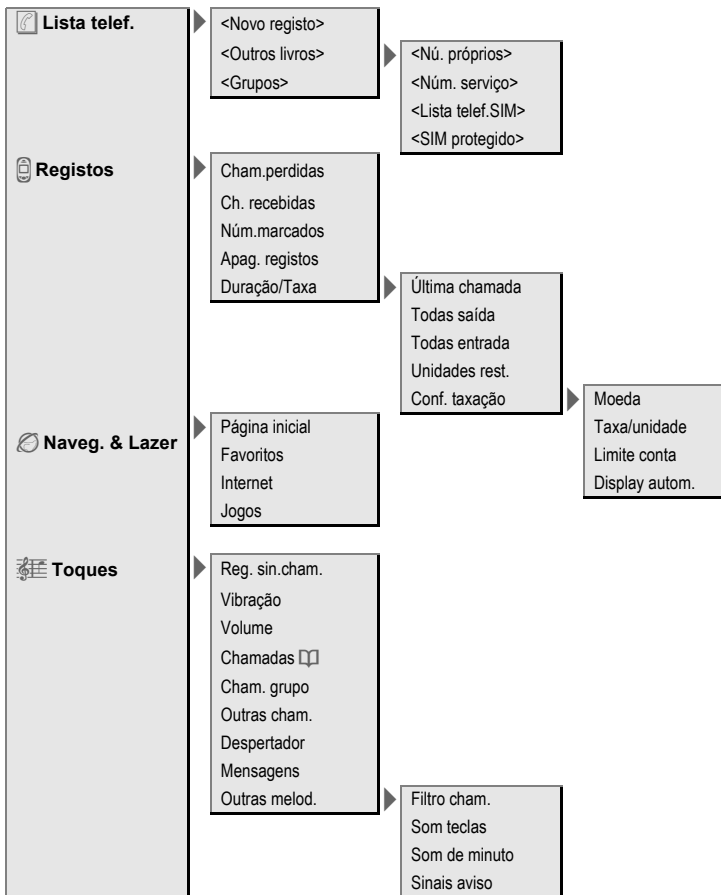 Lista telef.
<Novo registo>
<Outros livros>
<Grupos>
<Nú. próprios>
<Núm. serviço>
<Lista telef.SIM>
<SIM protegido>
Registos
Cham.perdidas
Ch. recebidas
Núm.marcados
Apag. registos
Duração/Taxa
Última chamada
Todas saída
Todas entrada
Unidades rest.
Conf. taxação
Moeda
Taxa/unidade
Limite conta
Display autom.
Naveg. & Lazer
Página inicial
Favoritos
Internet
Jogos
Toques
Reg. sin.cham.
Vibração
Volume
Chamadas
Cham. grupo
Outras cham.
Despertador
Mensagens
Outras melod.
Filtro cham.
Som teclas
Som de minuto
Sinais aviso